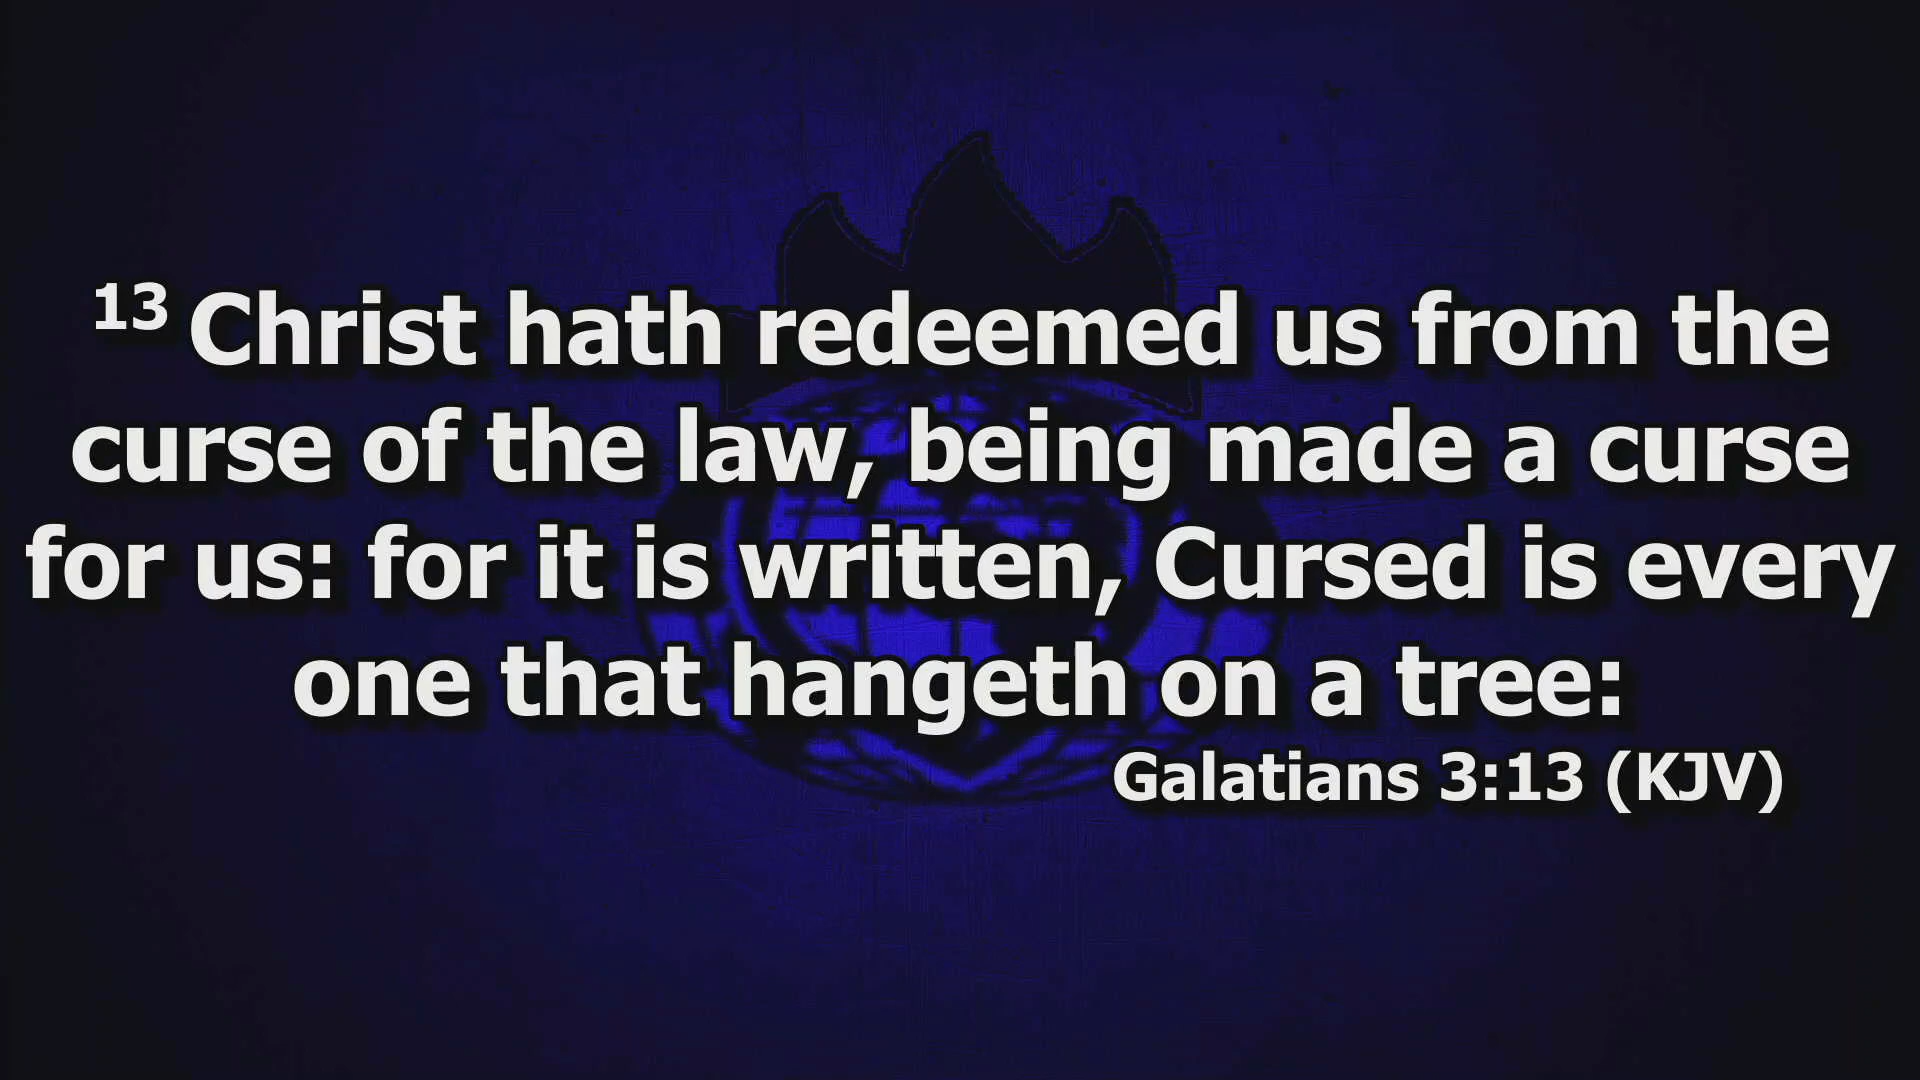 13 Christ hath redeemed us from the
curse of the law, being made a curse
for us: for it is written, Cursed is every
one that hangeth on a tree:
Galatians 3:13 (KJV)